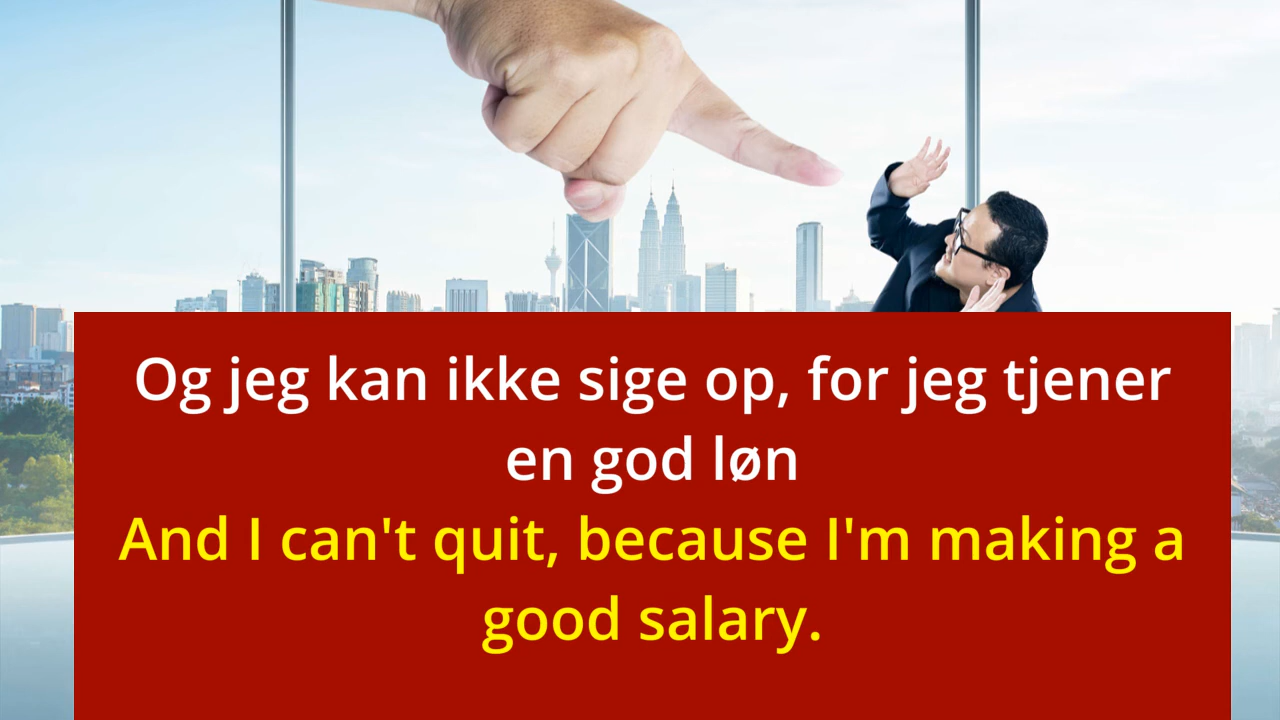 Og jeg kan ikke sige op, for jeg tjener
en god løn
And I can't quit, because I'm making a
good salary.